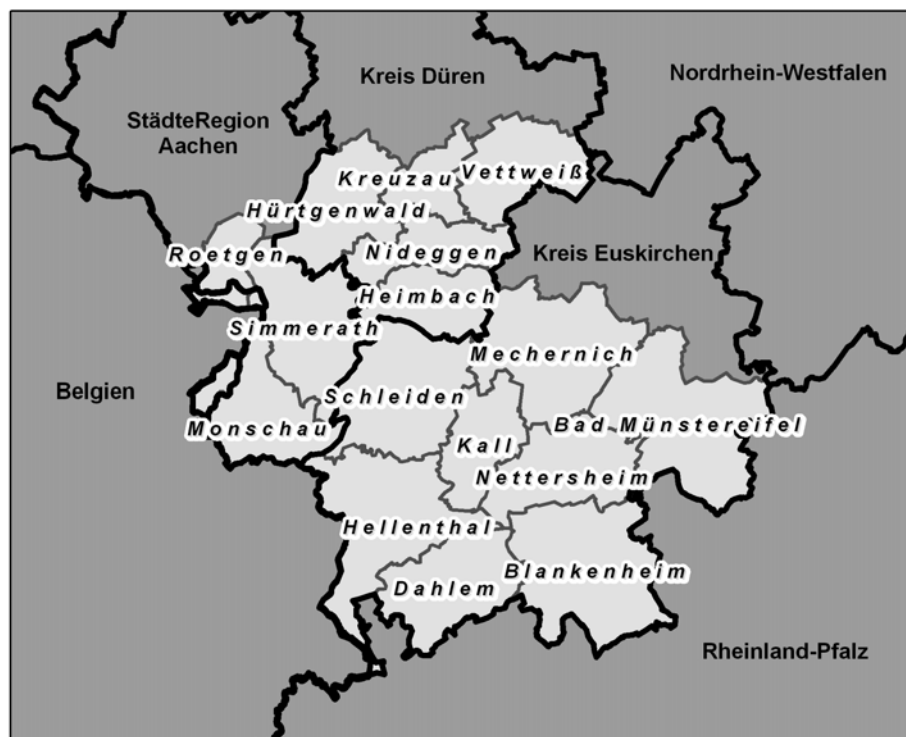 Kreis Düren
Nordrhein-Westfalen
StädteRegion
Aachen
Kreuzau
Vettweiß
Hürtgenwald
Roetgen
Nideggen
Kreis Euskirchen
Heimbach
Simmerath
Mechernich
Belgien
Schleiden
Monschau
Bad Münstereifel
Kall
Nettersheim
Hellenthal
Blankenheim
Dahlem
Rheinland-Pfalz